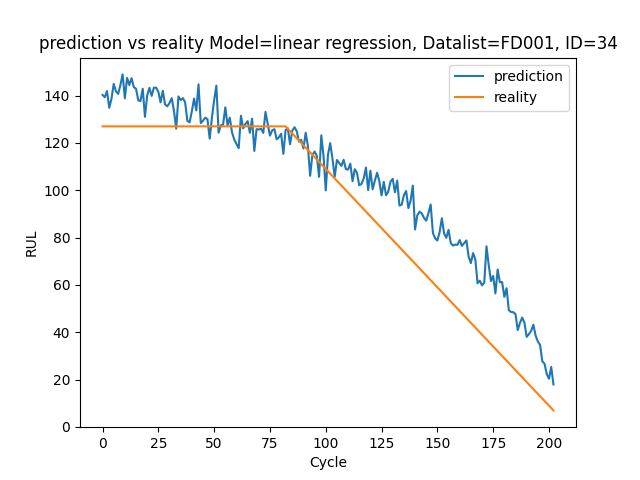 prediction vs reality Model=linear regression, Datalist=FD001, ID=34
prediction
reality
RUL
140
120
100
80
60
40
20
0
0 25 50 75 100 125 150 175 200
Cycle